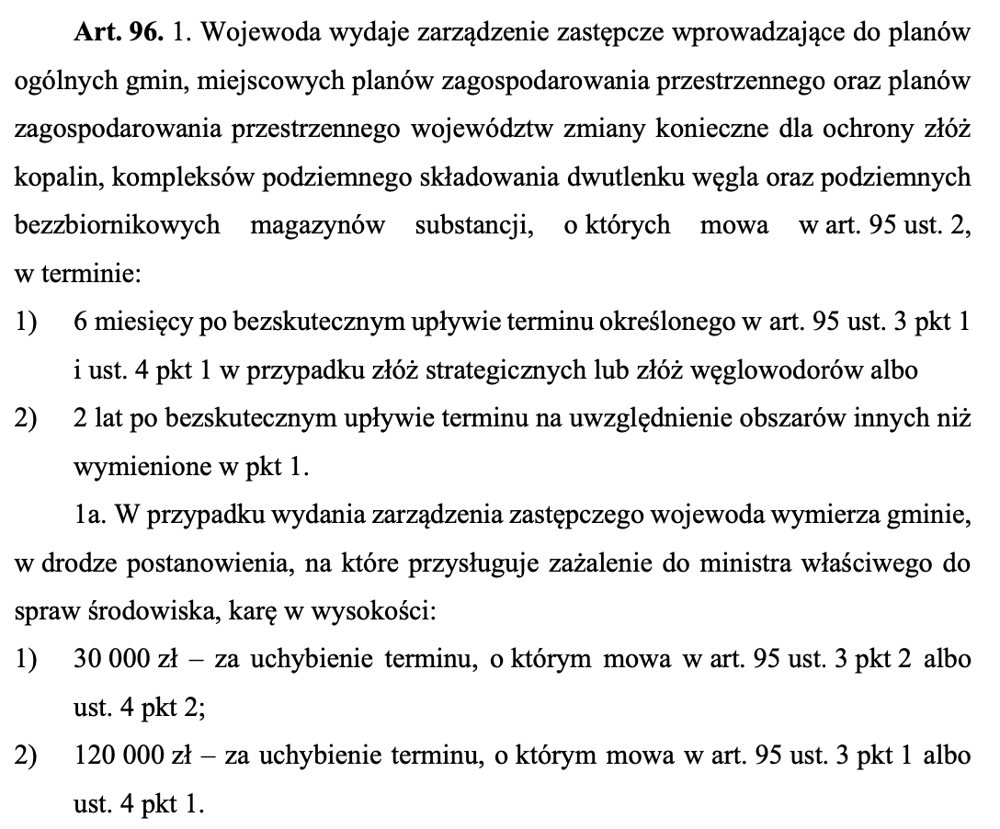 Art. 96. 1. Wojewoda wydaje zarządzenie zastępcze wprowadzające do planów
ogólnych gmin, miejscowych planów zagospodarowania przestrzennego oraz planów
zagospodarowania przestrzennego województw zmiany konieczne dla ochrony złóż
kopalin, kompleksów podziemnego składowania dwutlenku węgla oraz podziemnych
bezzbiornikowych magazynów substancji, o których mowa w art. 95 ust. 2,
w terminie:
1) 6 miesięcy po bezskutecznym upływie terminu określonego w art. 95 ust. 3 pkt 1
i ust. 4 pkt 1 w przypadku złóż strategicznych lub złóż węglowodorów albo
2) 2 lat po bezskutecznym upływie terminu na uwzględnienie obszarów innych niż
wymienione w pkt 1.
1a. W przypadku wydania zarządzenia zastępczego wojewoda wymierza gminie,
w drodze postanowienia, na które przysługuje zażalenie do ministra właściwego do
spraw środowiska, karę w wysokości:
1) 30 000 zł – za uchybienie terminu, o którym mowa w art. 95 ust. 3 pkt 2 albo
ust. 4 pkt 2;
2) 120 000 zł – za uchybienie terminu, o którym mowa w art. 95 ust. 3 pkt 1 albo
ust. 4 pkt 1.